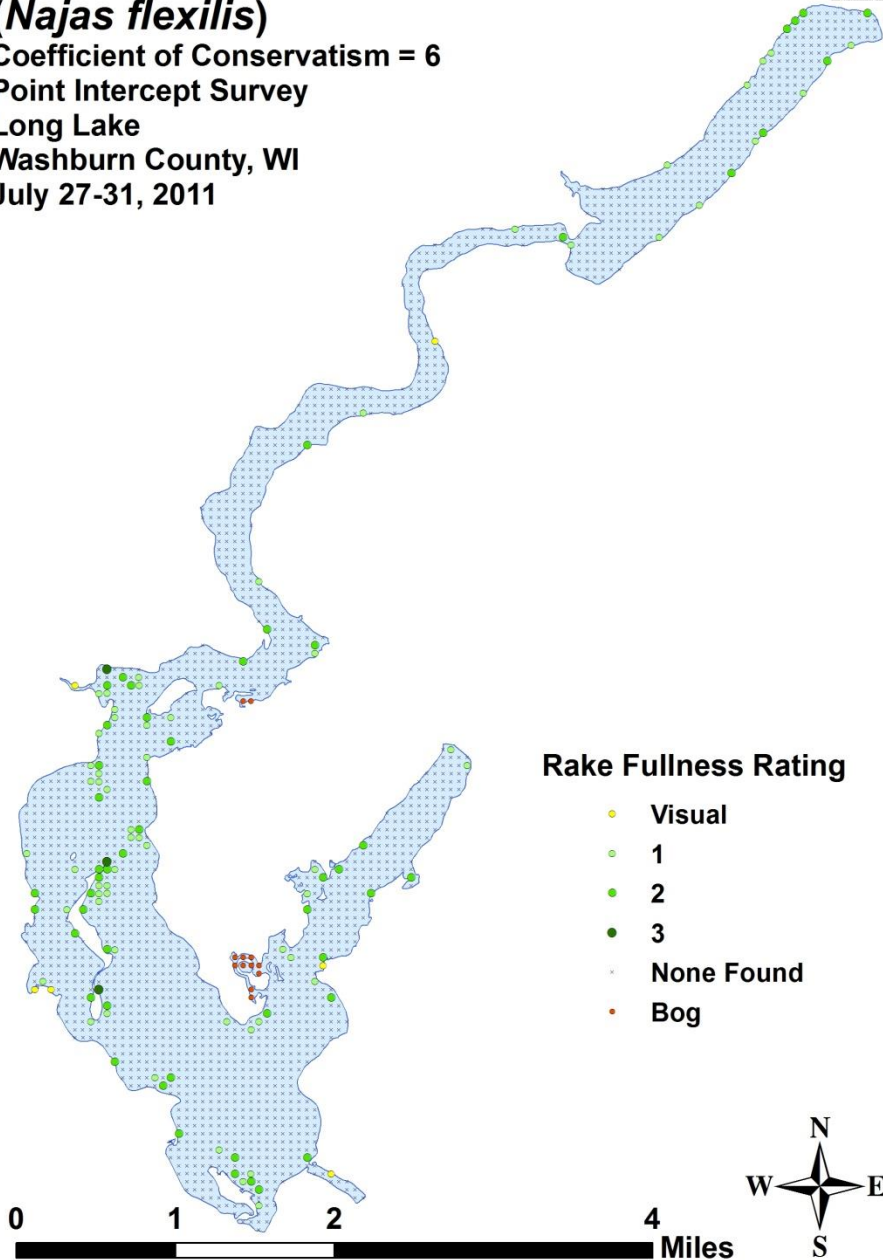 (Najas flexilis)
Coefficient of Conservatism = 6
Point Intercept Survey
Long Lake
Washburn County, WI
July 27-31, 2011
Rake Fullness Rating
Visual
1
2
3
None Found
Bog
N
W E
S
0 1 2 4
Miles